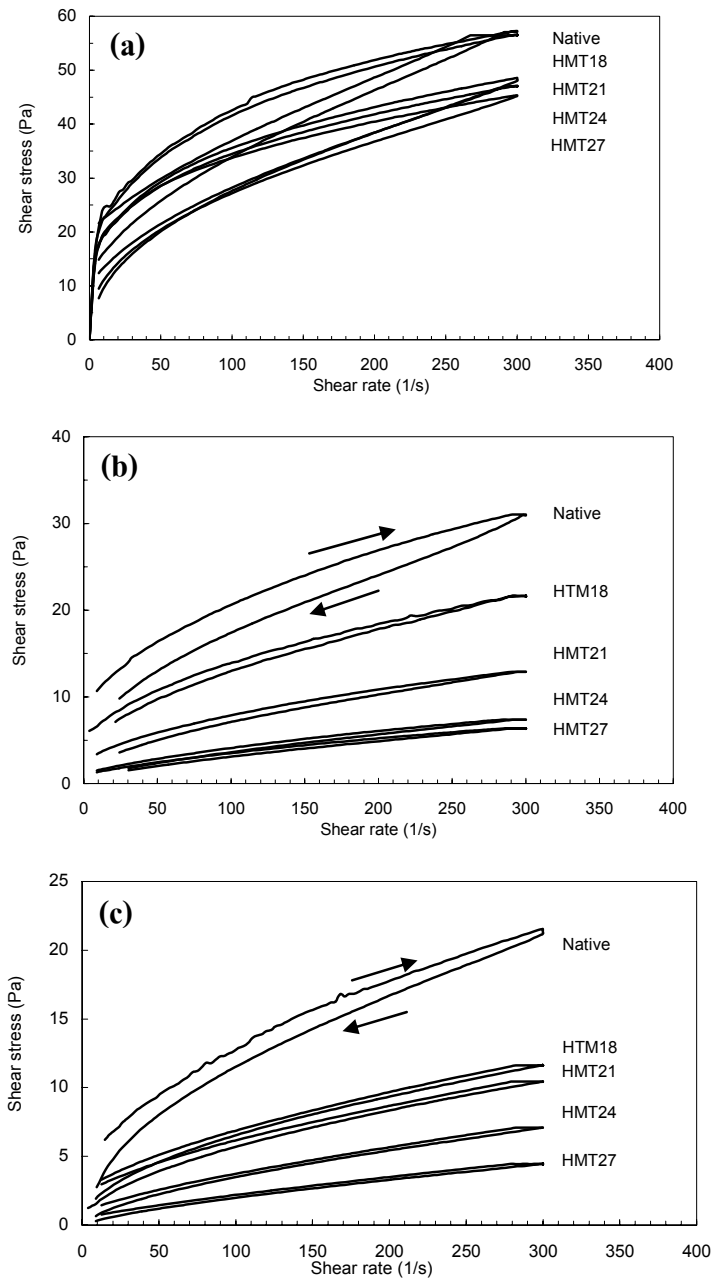 (a)
60
50
40
30
20
10
0
Shear stress (Pa)
Native
HMT18
HMT21
HMT24
HMT27
0 50 100 150 200 250 300 350 400
Shear rate (1/s)
(b)
40
30
20
10
0
Shear stress (Pa)
Native
HTM18
HMT21
HMT24
HMT27
0 50 100 150 200 250 300 350 400
Shear rate (1/s)
(c)
25
20
15
10
5
0
Shear stress (Pa)
Native
HTM18
HMT21
HMT24
HMT27
0 50 100 150 200 250 300 350 400
Shear rate (1/s)